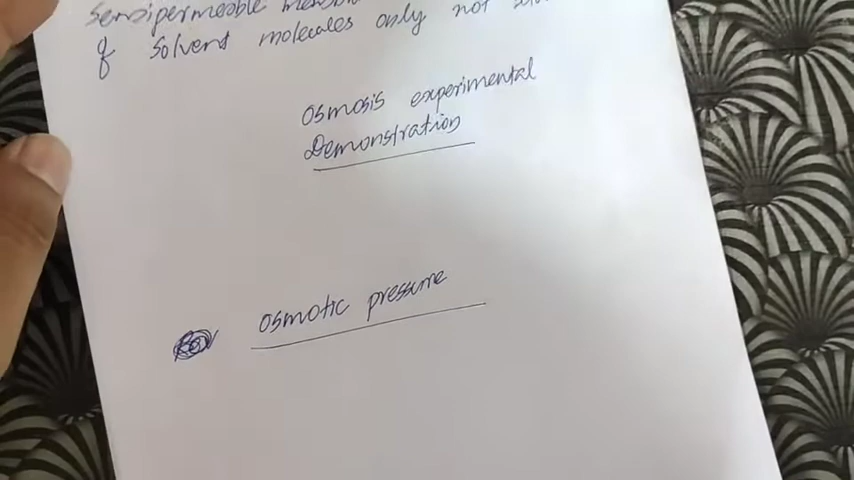 Semipermeable
of Solvent molecules only not
Osmosis experimental
Demonstration
Osmotic pressure